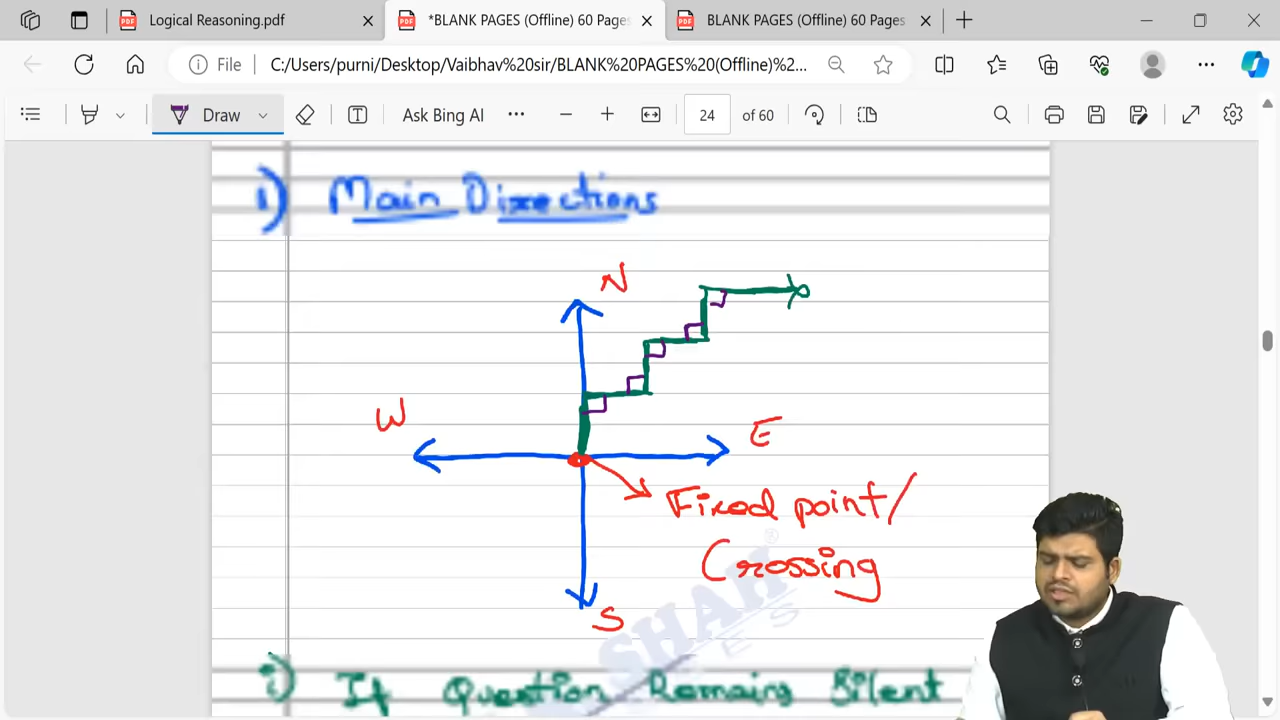 Logical Reasoning.pdf
*BLANK PAGES (Offline) 60 Pages
BLANK PAGES (Offline) 60 Pages
File
C:/Users/purni/Desktop/Vaibhav%20sir/BLANK%20PAGES%20(Offline)%2...
Draw
Ask Bing AI
24
of 60
1) Main Directions
N
W
E
Fixed point/
Crossing
S
SHAH
If Question Remains Silent